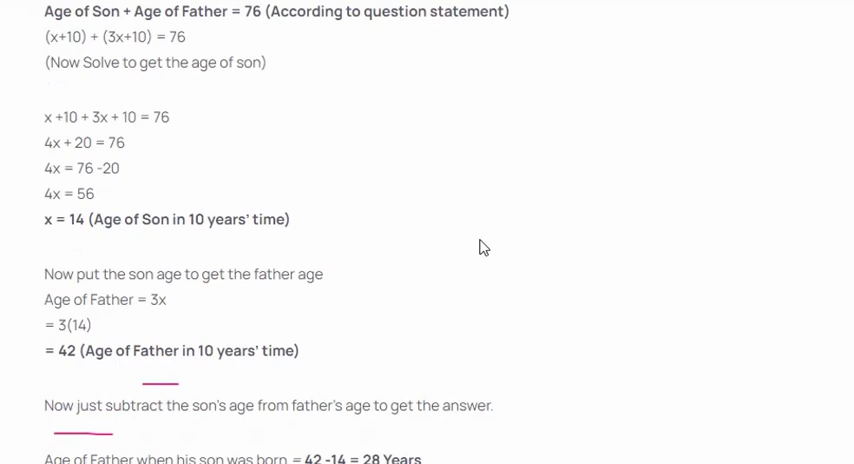 Age of Son + Age of Father = 76 (According to question statement)
(x+10) + (3x+10) = 76
(Now Solve to get the age of son)
x +10 + 3x + 10 = 76
4x + 20 = 76
4x = 76 -20
4x = 56
x = 14 (Age of Son in 10 years' time)
Now put the son age to get the father age
Age of Father = 3x
= 3(14)
= 42 (Age of Father in 10 years' time)
Now just subtract the son's age from father's age to get the answer.
Age of Father when his son was born = 42 -14 = 28 Years